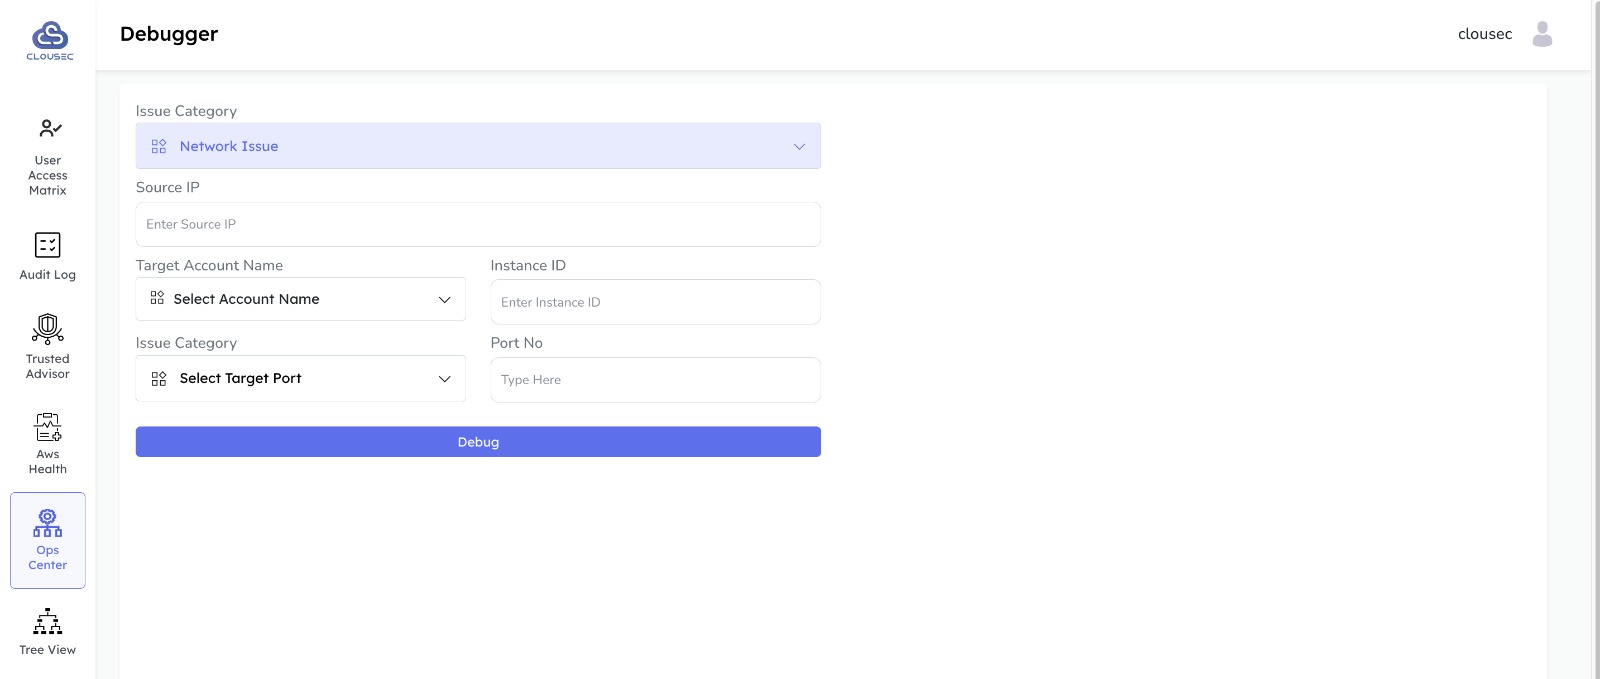 CLOUSEC
Debugger
clousec
User
Access
Matrix
Audit Log
Trusted
Advisor
Aws
Health
Ops
Center
Tree View
Issue Category
Network Issue
Source IP
Enter Source IP
Target Account Name
Instance ID
Select Account Name
Enter Instance ID
Issue Category
Port No
Select Target Port
Type Here
Debug